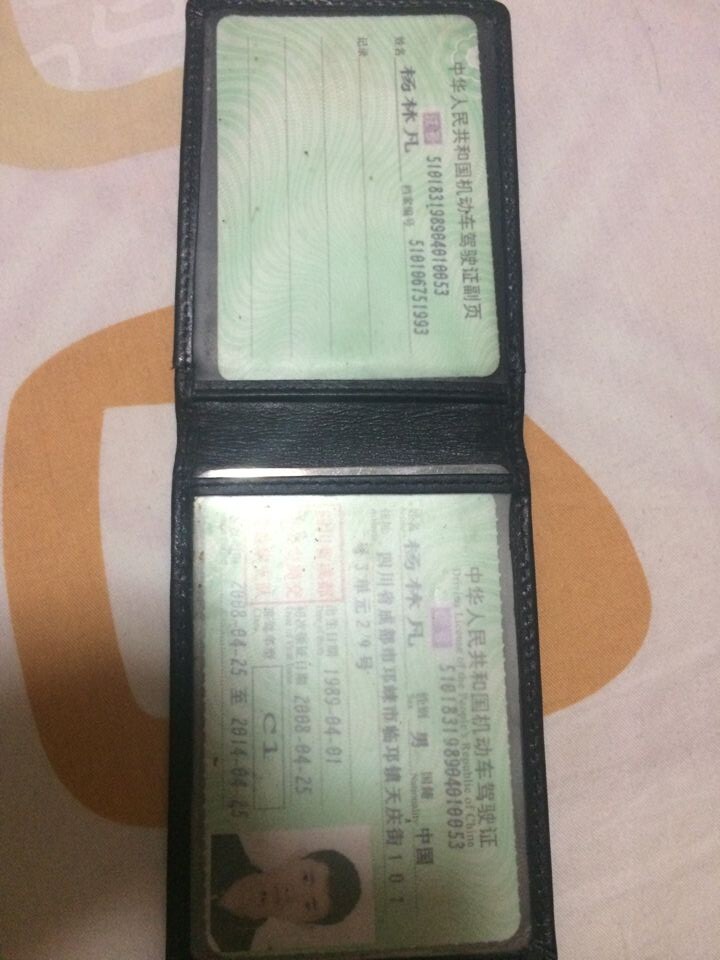 中华人民共和国机动车驾驶证副页
证号 510183198904010053
姓名 杨林凡 档案编号 510106751993
记录
中华人民共和国机动车驾驶证
Driving License of the People's Republic of China
证号 510183198904010053
姓名 杨林凡 性别 男 国籍 中国
Nationality
住址 四川省成都市邛崃市临邛镇天庆街101
号3单元2
出生日期 1989-04-01
初次领证日期 2008-04-25
准驾车型 C1
2008-04-25 至 2014-04-25